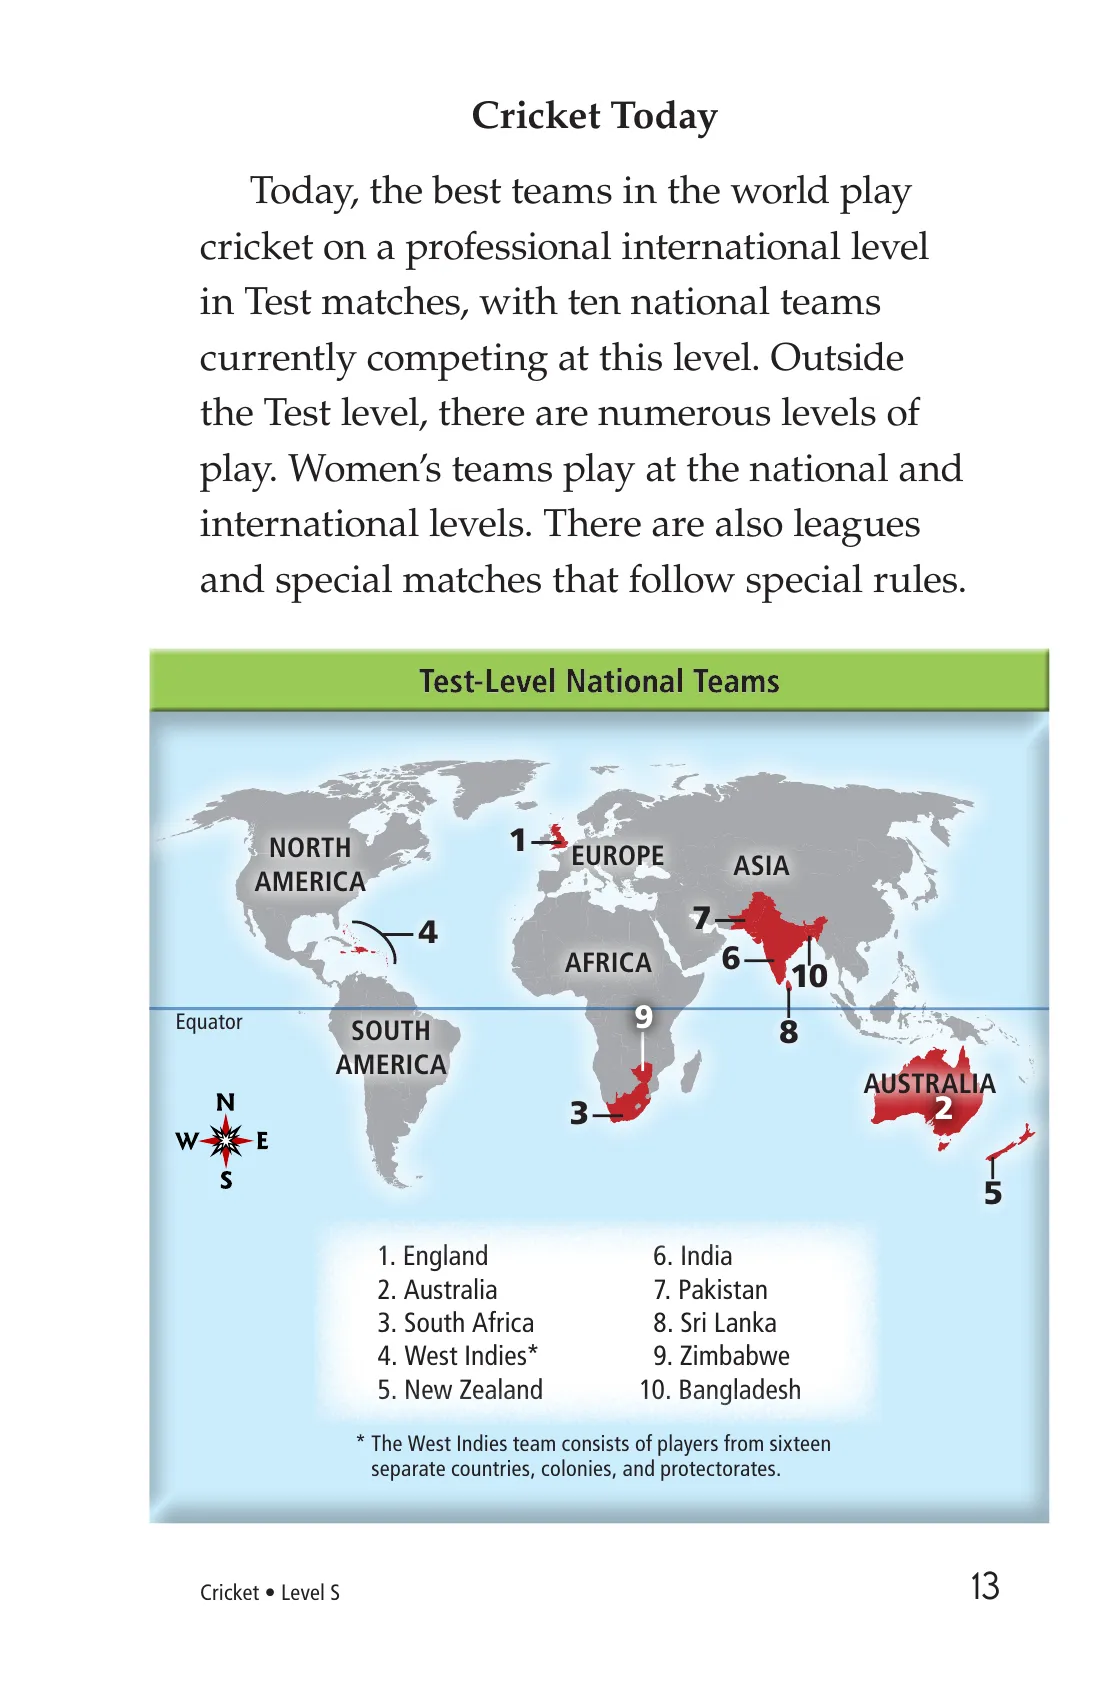 Cricket Today
Today, the best teams in the world play
cricket on a professional international level
in Test matches, with ten national teams
currently competing at this level. Outside
the Test level, there are numerous levels of
play. Women’s teams play at the national and
international levels. There are also leagues
and special matches that follow special rules.
Test-Level National Teams
NORTH
AMERICA
1
EUROPE
ASIA
4
7
6
10
AFRICA
9
8
Equator
SOUTH
AMERICA
AUSTRALIA
2
3
5
N
W E
S
1. England
2. Australia
3. South Africa
4. West Indies*
5. New Zealand
6. India
7. Pakistan
8. Sri Lanka
9. Zimbabwe
10. Bangladesh
* The West Indies team consists of players from sixteen
separate countries, colonies, and protectorates.
Cricket • Level S
13